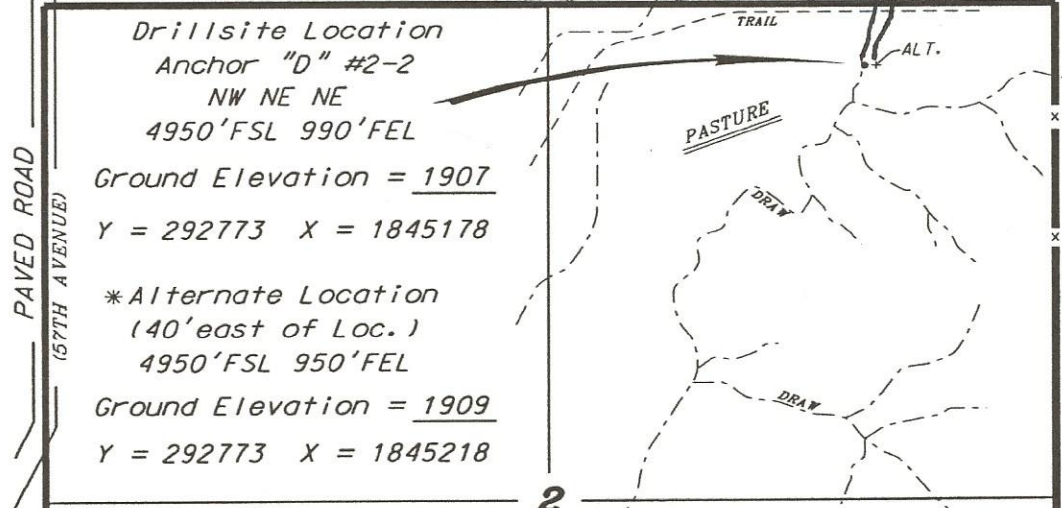 Drillsite Location
Anchor "D" #2-2
NW NE NE
4950'FSL 990'FEL
Ground Elevation = 1907
Y = 292773 X = 1845178
*Alternate Location
(40'east of Loc.)
4950'FSL 950'FEL
Ground Elevation = 1909
Y = 292773 X = 1845218
PAVED ROAD
(57TH AVENUE)
TRAIL
*ALT.
PASTURE
DRAW
DRAW
2